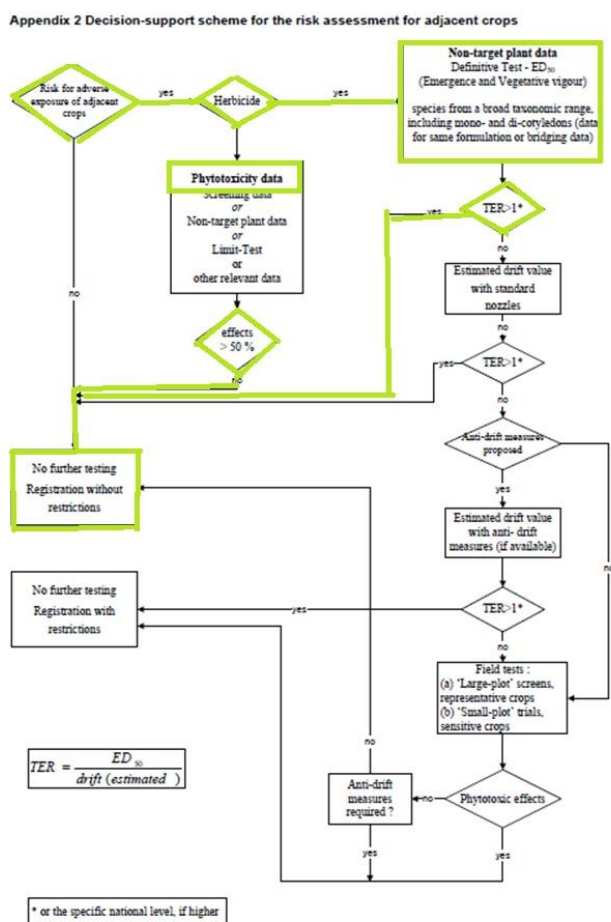 Appendix 2 Decision-support scheme for the risk assessment for adjacent crops
Risk for adverse
exposure of adjacent
crops
yes
Herbicide
yes
Non-target plant data
Definitive Test - ED50
(Emergence and Vegetative vigour)
species from a broad taxonomic range,
including mono- and di-cotyledons (data
for same formulation or bridging data)
Phytotoxicity data
Screening data
or
Non-target plant data
or
Limit-Test
or
other relevant data
yes
TER>1*
no
Estimated drift value
with standard
nozzles
no
no
effects
> 50 %
no
yes
TER>1*
no
Anti-drift measures
proposed
No further testing
Registration without
restrictions
yes
Estimated drift value
with anti- drift
measures (if available)
no
No further testing
Registration with
restrictions
yes
TER>1*
no
Field tests :
(a) 'Large-plot' screens,
representative crops
(b) 'Small-plot' trials,
sensitive crops
TER = ED50 / drift (estimated )
no
Anti-drift
measures
required ?
no
Phytotoxic effects
yes
yes
* or the specific national level, if higher